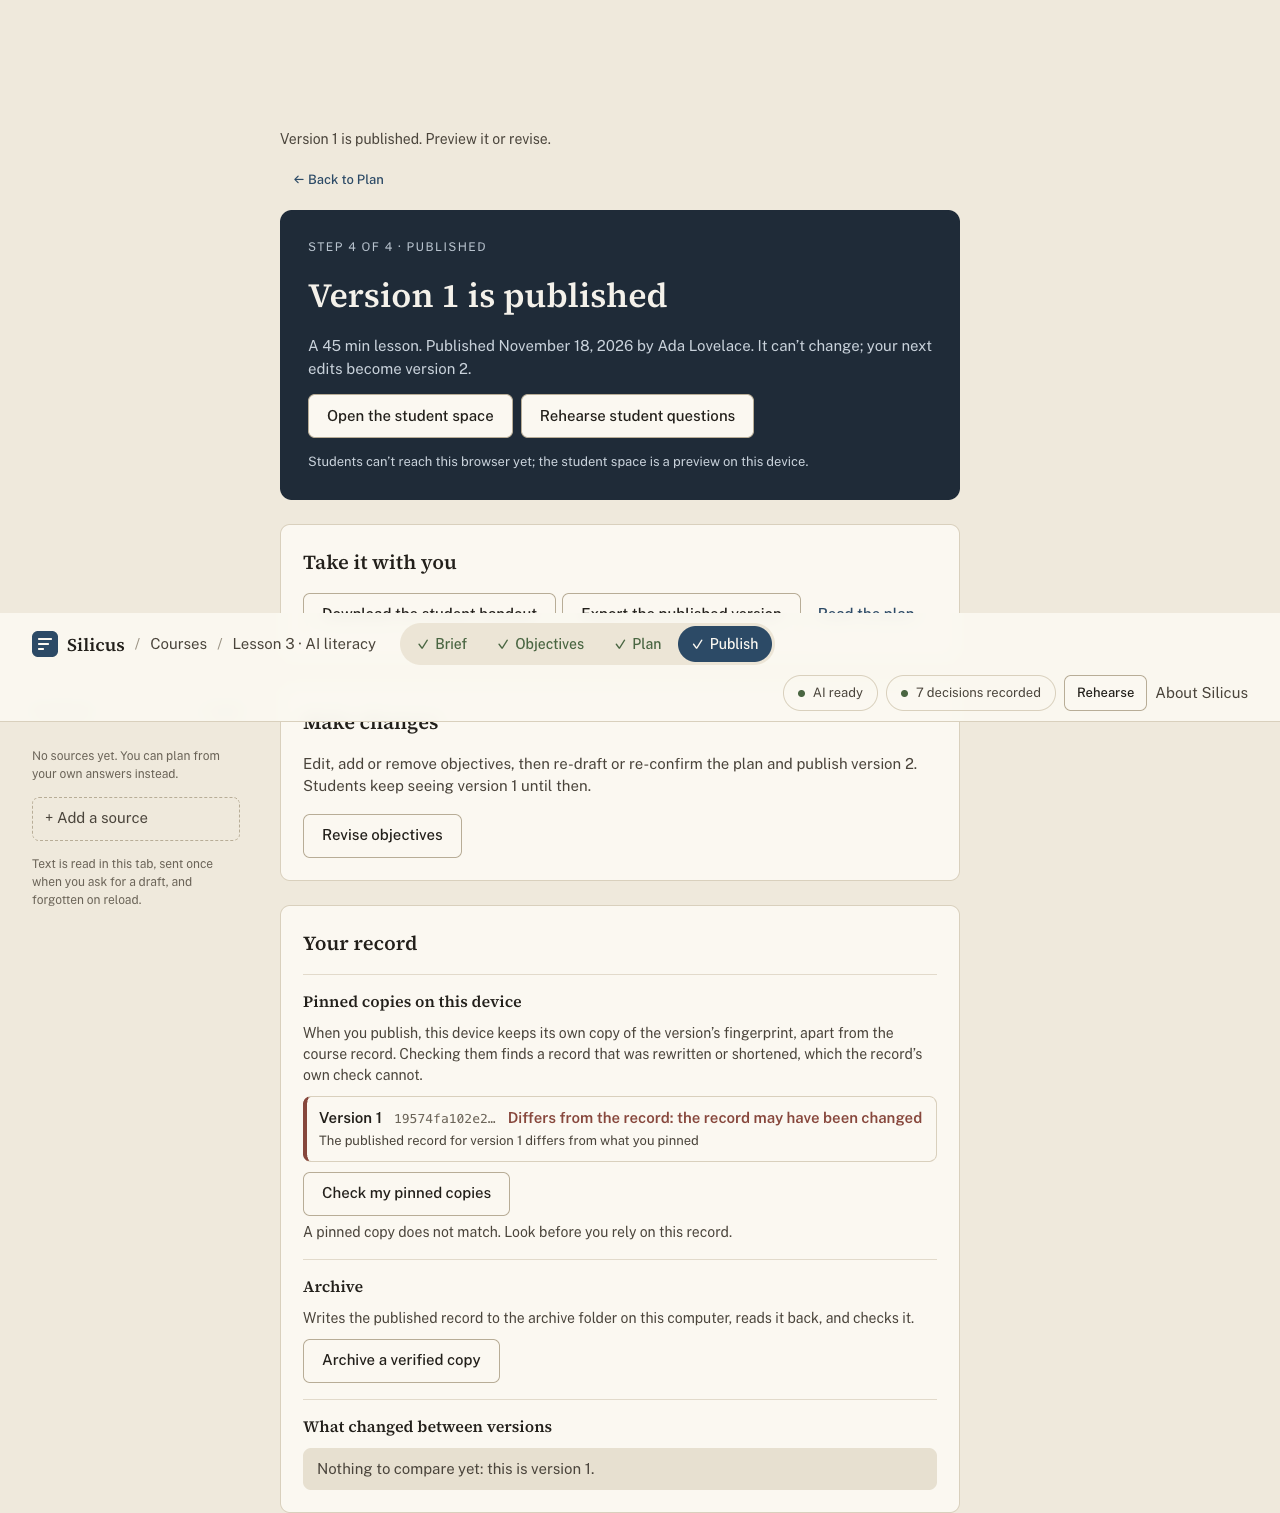 Version 1 is published. Preview it or revise.
← Back to Plan
STEP 4 OF 4 · PUBLISHED
Version 1 is published
A 45 min lesson. Published November 18, 2026 by Ada Lovelace. It can’t change; your next
edits become version 2.
Open the student space
Rehearse student questions
Students can’t reach this browser yet; the student space is a preview on this device.
Take it with you
Download the student handout
Export the published version
Read the plan
Silicus / Courses / Lesson 3 · AI literacy
✓ Brief
✓ Objectives
✓ Plan
✓ Publish
AI ready
7 decisions recorded
Rehearse
About Silicus
No sources yet. You can plan from
your own answers instead.
+ Add a source
Text is read in this tab, sent once
when you ask for a draft, and
forgotten on reload.
Make changes
Edit, add or remove objectives, then re-draft or re-confirm the plan and publish version 2.
Students keep seeing version 1 until then.
Revise objectives
Your record
Pinned copies on this device
When you publish, this device keeps its own copy of the version’s fingerprint, apart from the
course record. Checking them finds a record that was rewritten or shortened, which the record’s
own check cannot.
Version 1 19574fa102e2… Differs from the record: the record may have been changed
The published record for version 1 differs from what you pinned
Check my pinned copies
A pinned copy does not match. Look before you rely on this record.
Archive
Writes the published record to the archive folder on this computer, reads it back, and checks it.
Archive a verified copy
What changed between versions
Nothing to compare yet: this is version 1.